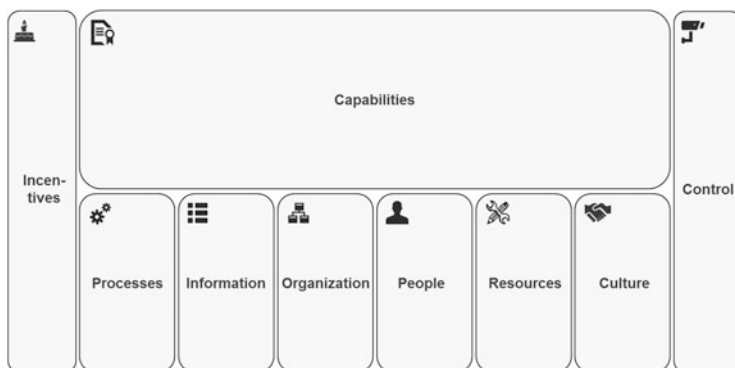 Capabilities
Incen-
tives
Control
Processes
Information
Organization
People
Resources
Culture